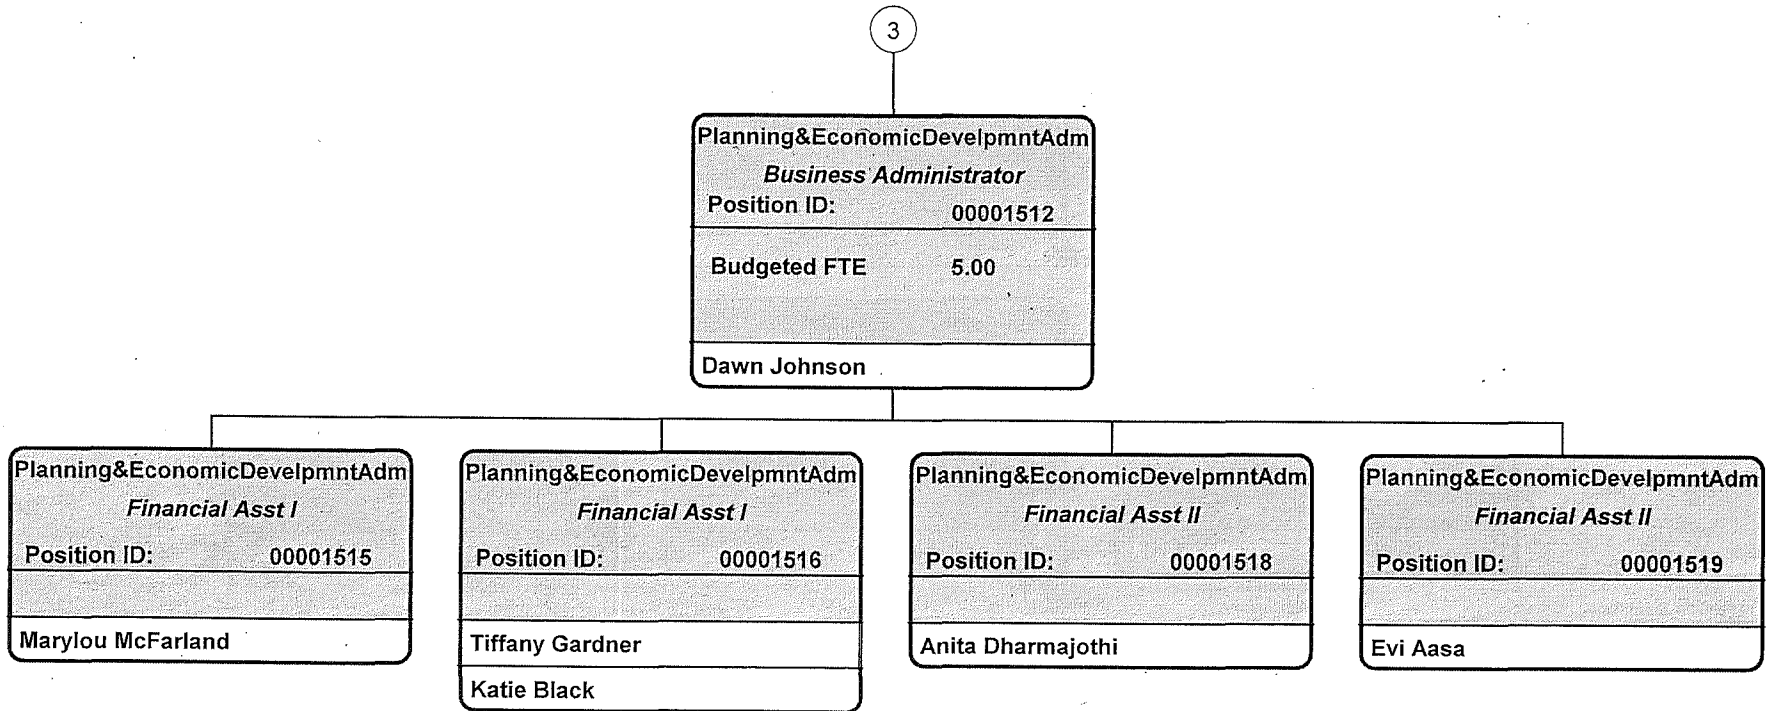 3
Planning&EconomicDevelpmntAdm
Business Administrator
Position ID: 00001512
Budgeted FTE 5.00
Dawn Johnson
Planning&EconomicDevelpmntAdm
Financial Asst I
Position ID: 00001515
Marylou McFarland
Planning&EconomicDevelpmntAdm
Financial Asst I
Position ID: 00001516
Tiffany Gardner
Katie Black
Planning&EconomicDevelpmntAdm
Financial Asst II
Position ID: 00001518
Anita Dharmajothi
Planning&EconomicDevelpmntAdm
Financial Asst II
Position ID: 00001519
Evi Aasa